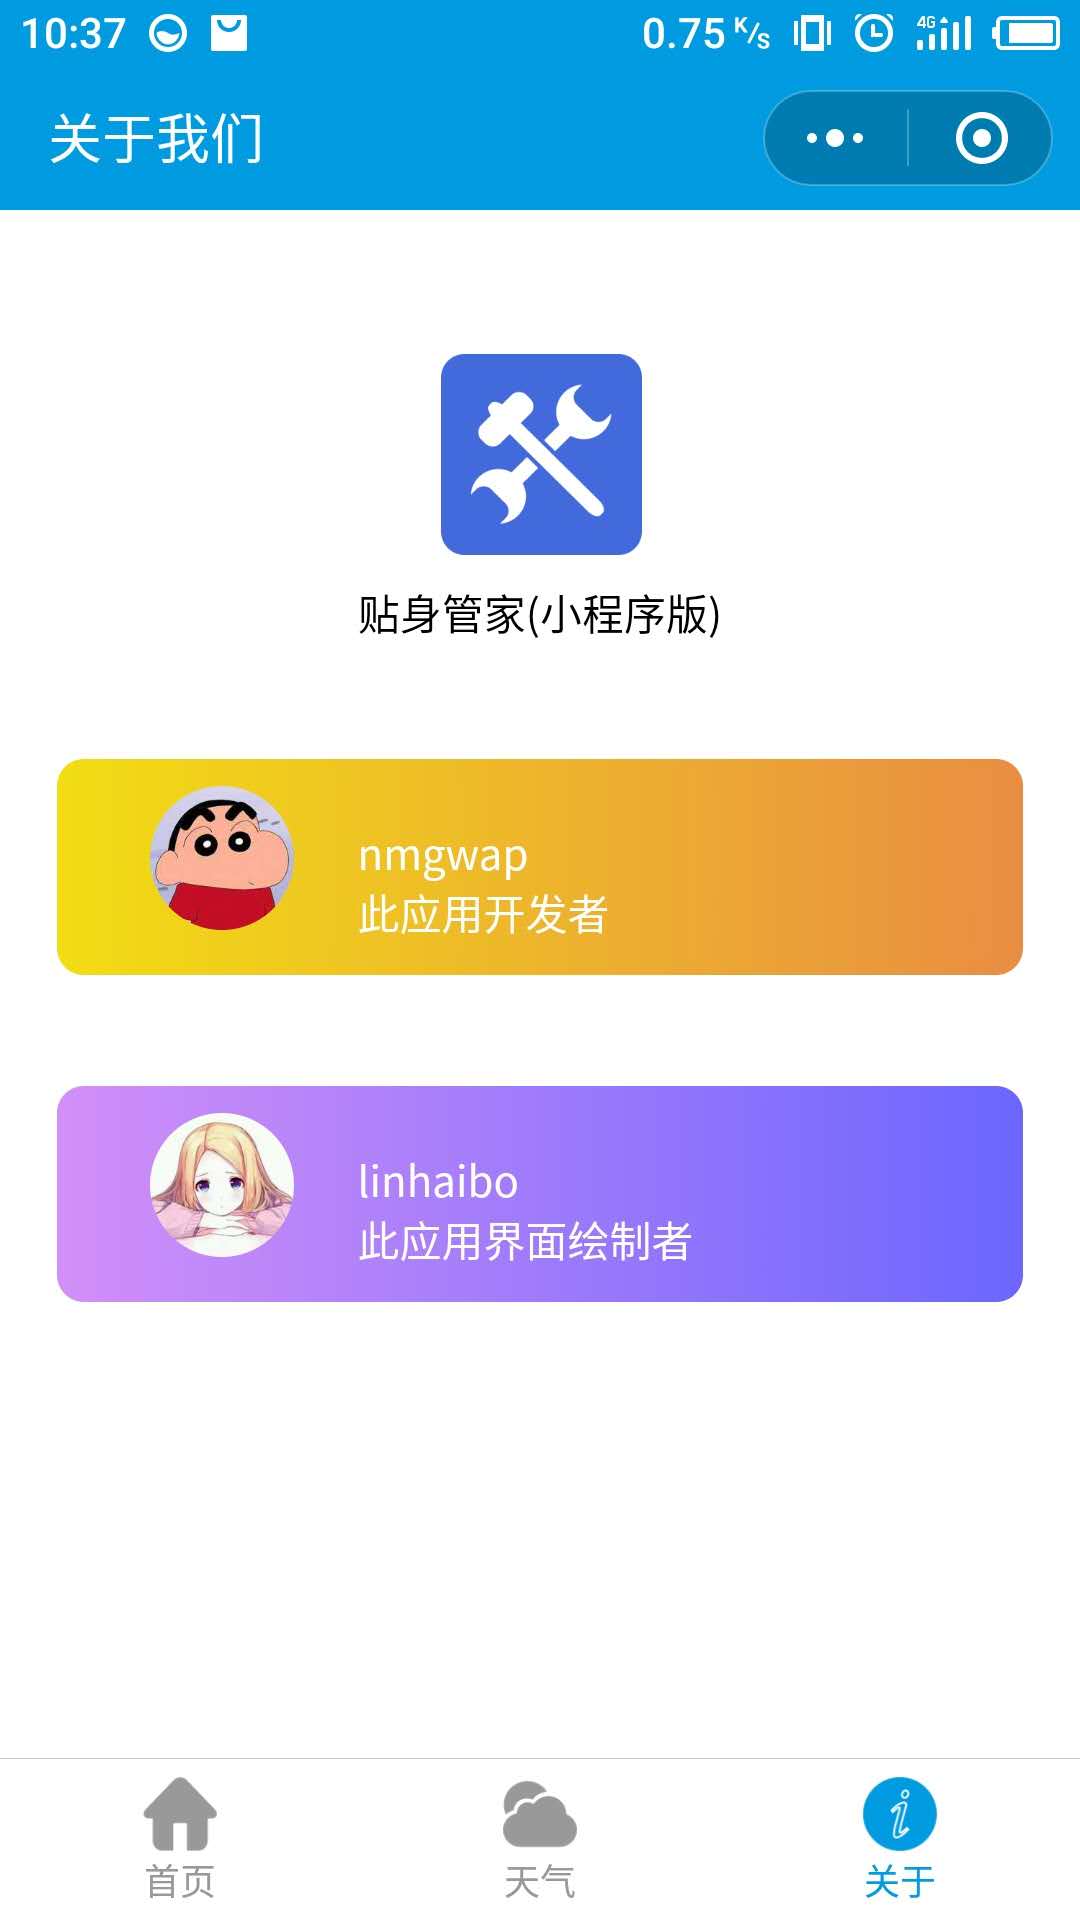 10:37
0.75 K/s
4G
关于我们
贴身管家(小程序版)
nmgwap
此应用开发者
linhaibo
此应用界面绘制者
首页
天气
关于